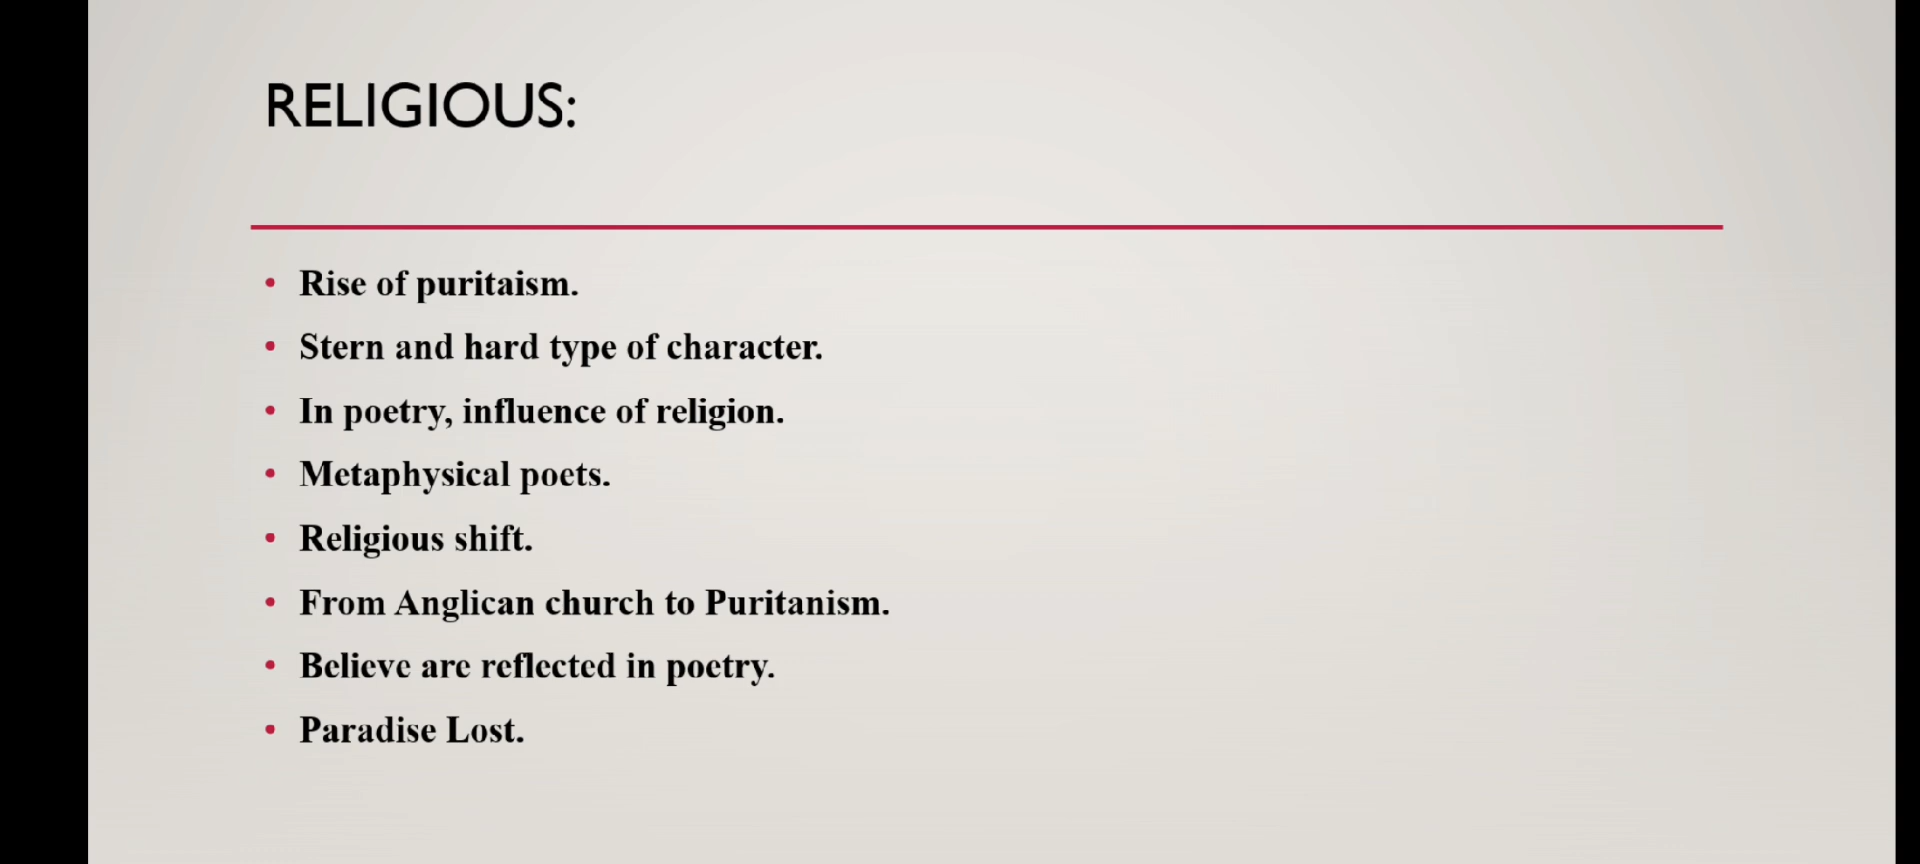 RELIGIOUS:
• Rise of puritaism.
• Stern and hard type of character.
• In poetry, influence of religion.
• Metaphysical poets.
• Religious shift.
• From Anglican church to Puritanism.
• Believe are reflected in poetry.
• Paradise Lost.